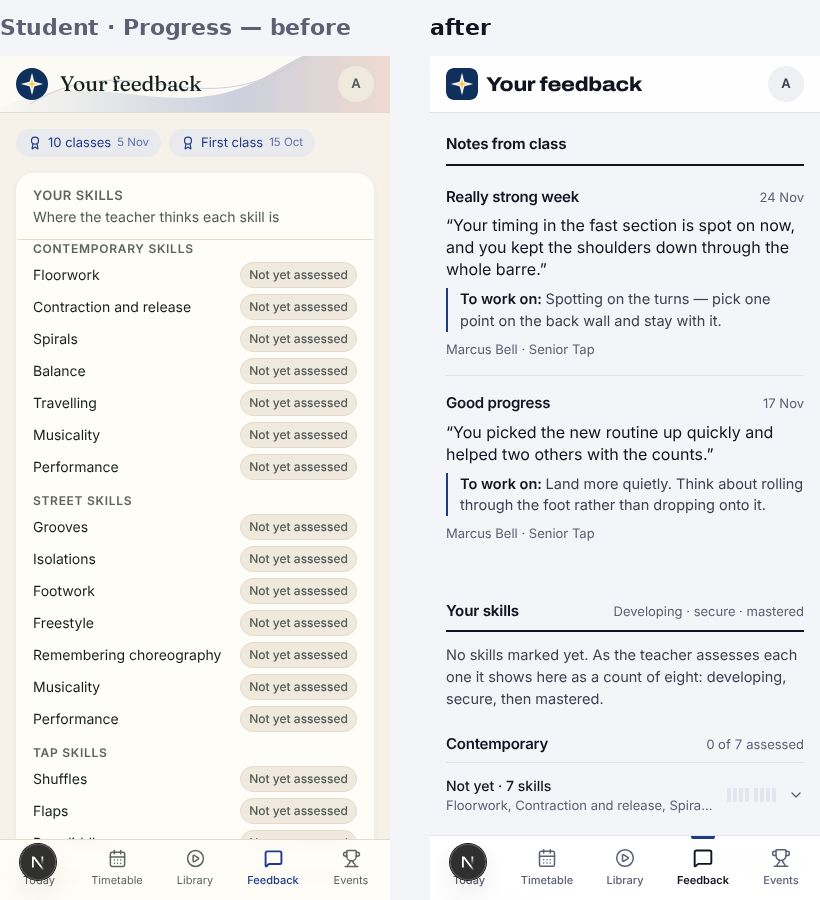 Student · Progress — before
Your feedback
A
10 classes 5 Nov
First class 15 Oct
YOUR SKILLS
Where the teacher thinks each skill is
CONTEMPORARY SKILLS
Floorwork Not yet assessed
Contraction and release Not yet assessed
Spirals Not yet assessed
Balance Not yet assessed
Travelling Not yet assessed
Musicality Not yet assessed
Performance Not yet assessed
STREET SKILLS
Grooves Not yet assessed
Isolations Not yet assessed
Footwork Not yet assessed
Freestyle Not yet assessed
Remembering choreography Not yet assessed
Musicality Not yet assessed
Performance Not yet assessed
TAP SKILLS
Shuffles Not yet assessed
Flaps Not yet assessed
N
Today Timetable Library Feedback Events
after
Your feedback
A
Notes from class
Really strong week 24 Nov
“Your timing in the fast section is spot on now,
and you kept the shoulders down through the
whole barre.”
To work on: Spotting on the turns — pick one
point on the back wall and stay with it.
Marcus Bell · Senior Tap
Good progress 17 Nov
“You picked the new routine up quickly and
helped two others with the counts.”
To work on: Land more quietly. Think about rolling
through the foot rather than dropping onto it.
Marcus Bell · Senior Tap
Your skills Developing · secure · mastered
No skills marked yet. As the teacher assesses each
one it shows here as a count of eight: developing,
secure, then mastered.
Contemporary 0 of 7 assessed
Not yet · 7 skills
Floorwork, Contraction and release, Spira...
N
Today Timetable Library Feedback Events